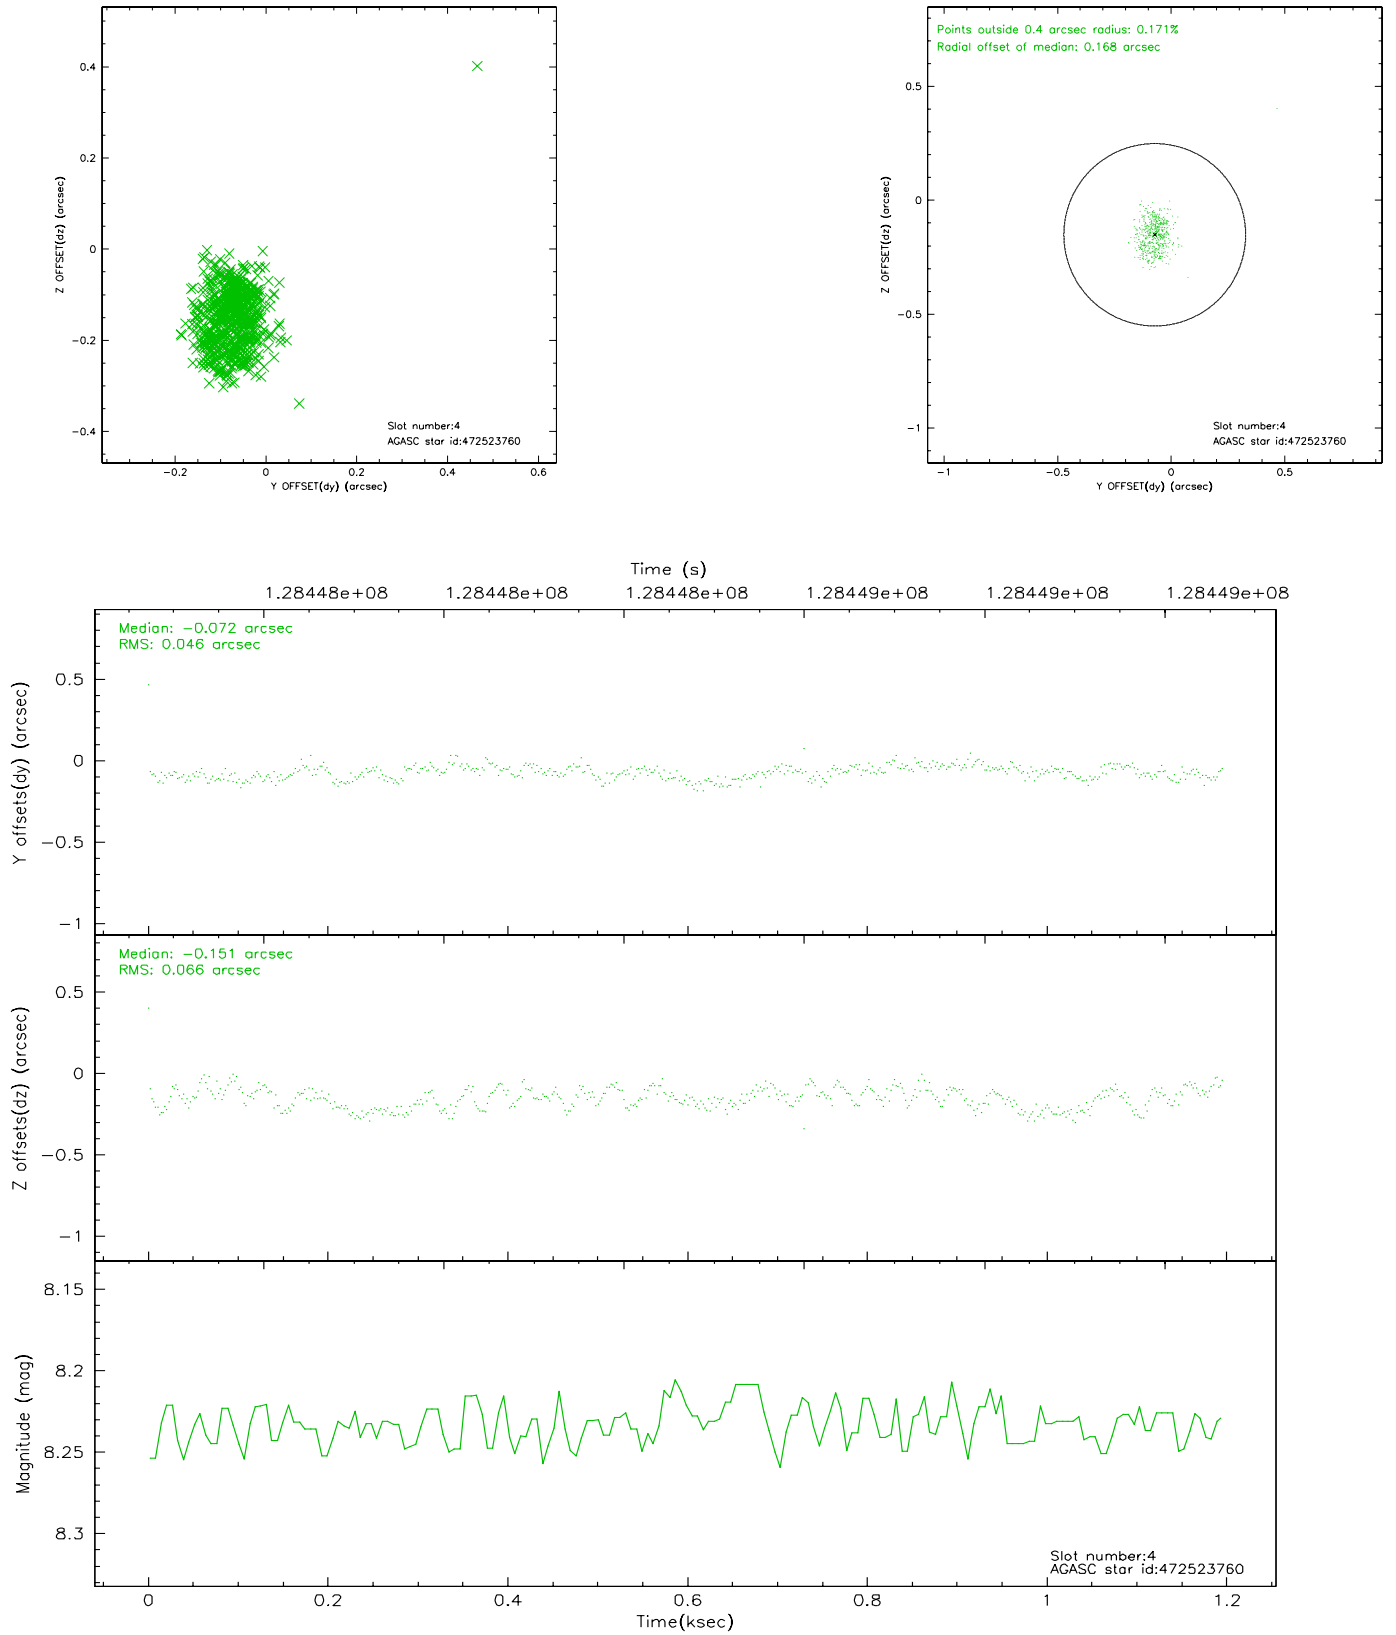 0.4
0.2
0
−0.2
−0.4
Z OFFSET(dz) (arcsec)
Slot number:4
AGASC star id:472523760
−0.2 0 0.2 0.4 0.6
Y OFFSET(dy) (arcsec)
Points outside 0.4 arcsec radius: 0.171%
Radial offset of median: 0.168 arcsec
0.5
0
−0.5
−1
Z OFFSET(dz) (arcsec)
Slot number:4
AGASC star id:472523760
−1 −0.5 0 0.5
Y OFFSET(dy) (arcsec)
Time (s)
1.28448e+08 1.28448e+08 1.28448e+08 1.28449e+08 1.28449e+08 1.28449e+08
Median: −0.072 arcsec
RMS: 0.046 arcsec
0.5
0
−0.5
−1
Y offsets(dy) (arcsec)
Median: −0.151 arcsec
RMS: 0.066 arcsec
0.5
0
−0.5
−1
Z offsets(dz) (arcsec)
8.15
8.2
8.25
8.3
Magnitude (mag)
Slot number:4
AGASC star id:472523760
0 0.2 0.4 0.6 0.8 1 1.2
Time(ksec)